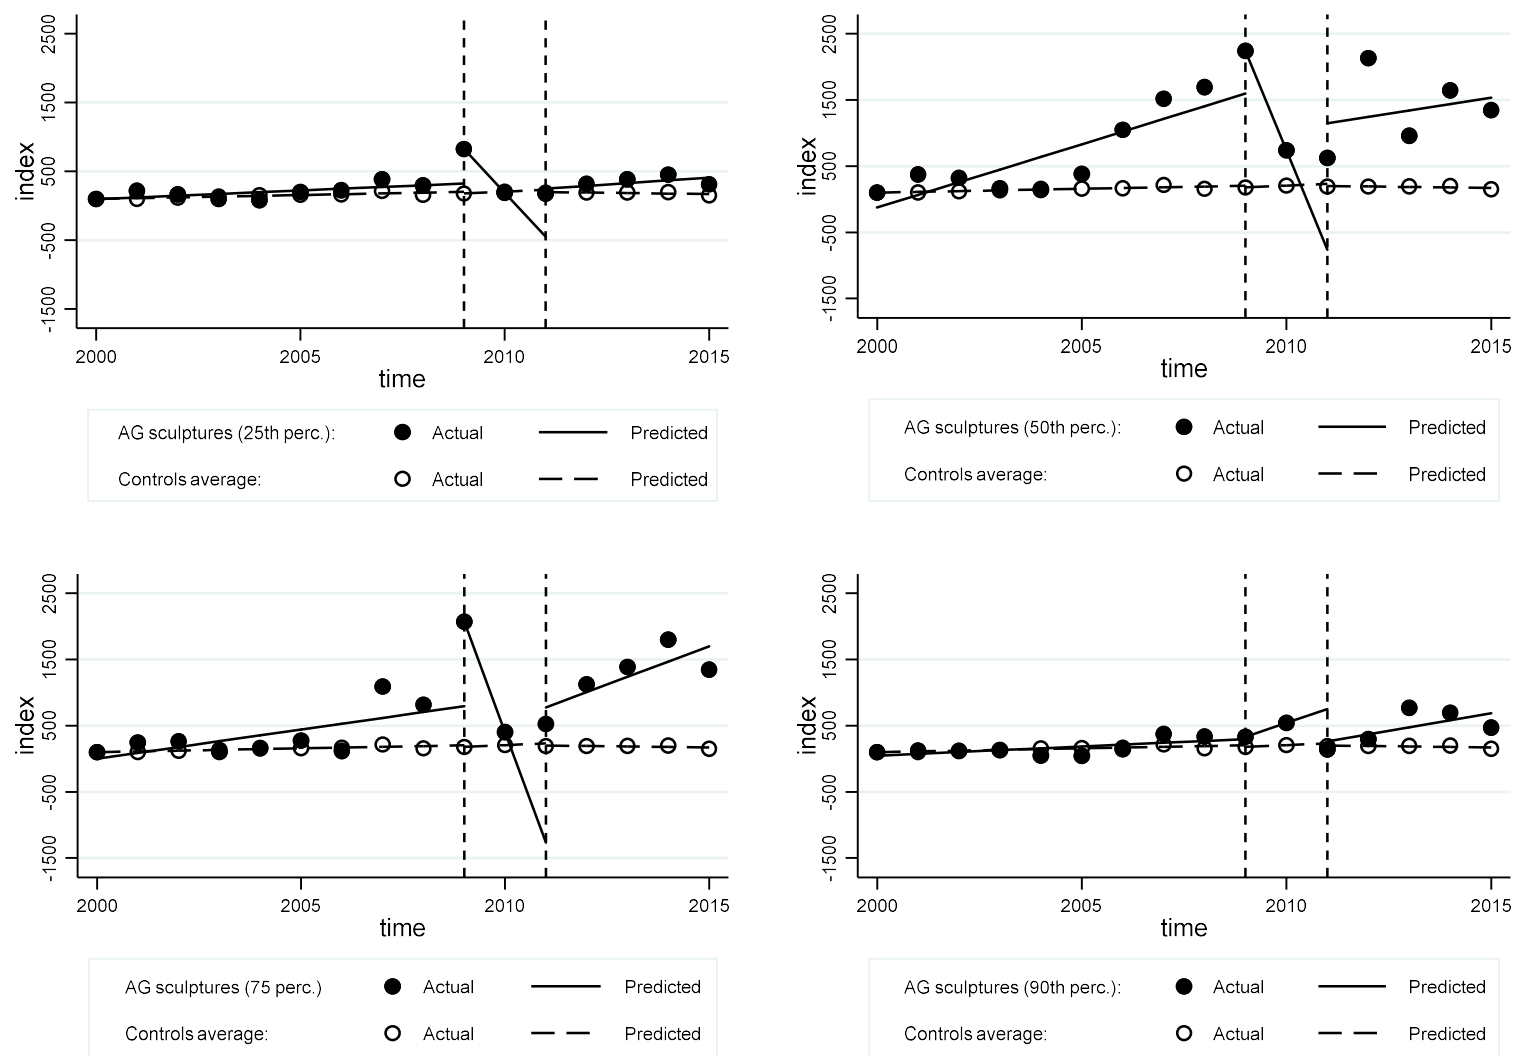 2500
1500
500
-500
-1500
index
2000 2005 2010 2015
time
AG sculptures (25th perc.): Actual Predicted
Controls average: Actual Predicted
2500
1500
500
-500
-1500
index
2000 2005 2010 2015
time
AG sculptures (50th perc.): Actual Predicted
Controls average: Actual Predicted
2500
1500
500
-500
-1500
index
2000 2005 2010 2015
time
AG sculptures (75 perc.) Actual Predicted
Controls average: Actual Predicted
2500
1500
500
-500
-1500
index
2000 2005 2010 2015
time
AG sculptures (90th perc.): Actual Predicted
Controls average: Actual Predicted